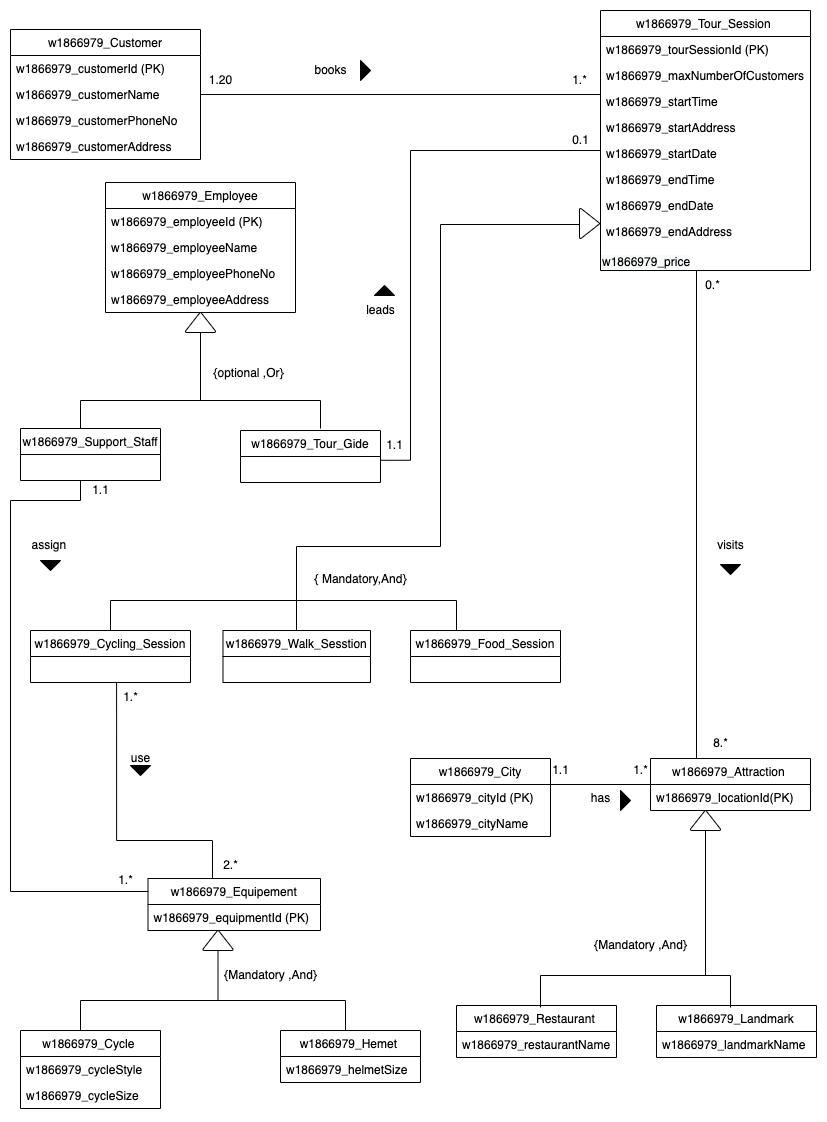 w1866979_Customer
w1866979_customerId (PK)
w1866979_customerName
w1866979_customerPhoneNo
w1866979_customerAddress
1.20
books
1.*
w1866979_Tour_Session
w1866979_tourSessionId (PK)
w1866979_maxNumberOfCustomers
w1866979_startTime
w1866979_startAddress
w1866979_startDate
w1866979_endTime
w1866979_endDate
w1866979_endAddress
w1866979_price
0.1
w1866979_Employee
w1866979_employeeId (PK)
w1866979_employeeName
w1866979_employeePhoneNo
w1866979_employeeAddress
leads
0.*
{optional ,Or}
w1866979_Support_Staff
w1866979_Tour_Gide
1.1
1.1
assign
visits
{ Mandatory,And}
w1866979_Cycling_Session
w1866979_Walk_Sesstion
w1866979_Food_Session
1.*
use
8.*
w1866979_City
w1866979_cityId (PK)
w1866979_cityName
1.1
has
1.*
w1866979_Attraction
w1866979_locationId(PK)
2.*
1.*
w1866979_Equipement
w1866979_equipmentId (PK)
{Mandatory ,And}
{Mandatory ,And}
w1866979_Cycle
w1866979_cycleStyle
w1866979_cycleSize
w1866979_Hemet
w1866979_helmetSize
w1866979_Restaurant
w1866979_restaurantName
w1866979_Landmark
w1866979_landmarkName